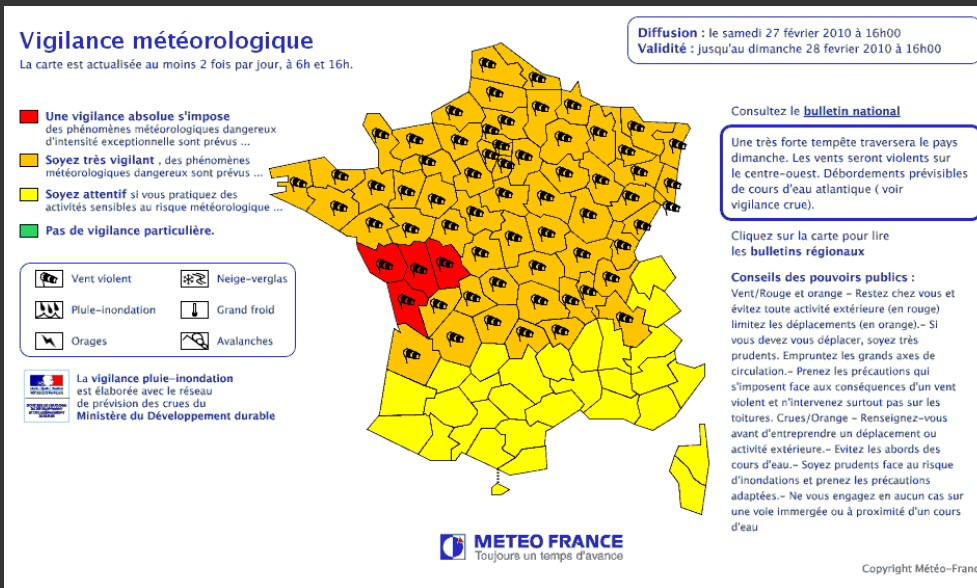 Vigilance météorologique
La carte est actualisée au moins 2 fois par jour, à 6h et 16h.
Diffusion : le samedi 27 février 2010 à 16h00
Validité : jusqu'au dimanche 28 fevrier 2010 à 16h00
Une vigilance absolue s'impose
des phénomènes météorologiques dangereux
d'intensité exceptionnelle sont prévus ...
Soyez très vigilant , des phénomènes
météorologiques dangereux sont prévus ...
Soyez attentif si vous pratiquez des
activités sensibles au risque météorologique ...
Pas de vigilance particulière.
Vent violent
Neige-verglas
Pluie-inondation
Grand froid
Orages
Avalanches
La vigilance pluie-inondation
est élaborée avec le réseau
de prévision des crues du
Ministère du Développement durable
Consultez le bulletin national
Une très forte tempête traversera le pays
dimanche. Les vents seront violents sur
le centre-ouest. Débordements prévisibles
de cours d'eau atlantique ( voir
vigilance crue).
Cliquez sur la carte pour lire
les bulletins régionaux
Conseils des pouvoirs publics :
Vent/Rouge et orange - Restez chez vous et
évitez toute activité extérieure (en rouge)
limitez les déplacements (en orange).- Si
vous devez vous déplacer, soyez très
prudents. Empruntez les grands axes de
circulation.- Prenez les précautions qui
s'imposent face aux conséquences d'un vent
violent et n'intervenez surtout pas sur les
toitures. Crues/Orange - Renseignez-vous
avant d'entreprendre un déplacement ou
activité extérieure.- Evitez les abords des
cours d'eau.- Soyez prudents face au risque
d'inondations et prenez les précautions
adaptées.- Ne vous engagez en aucun cas sur
une voie immergée ou à proximité d'un cours
d'eau
METEO FRANCE
Toujours un temps d'avance
Copyright Météo-Franc